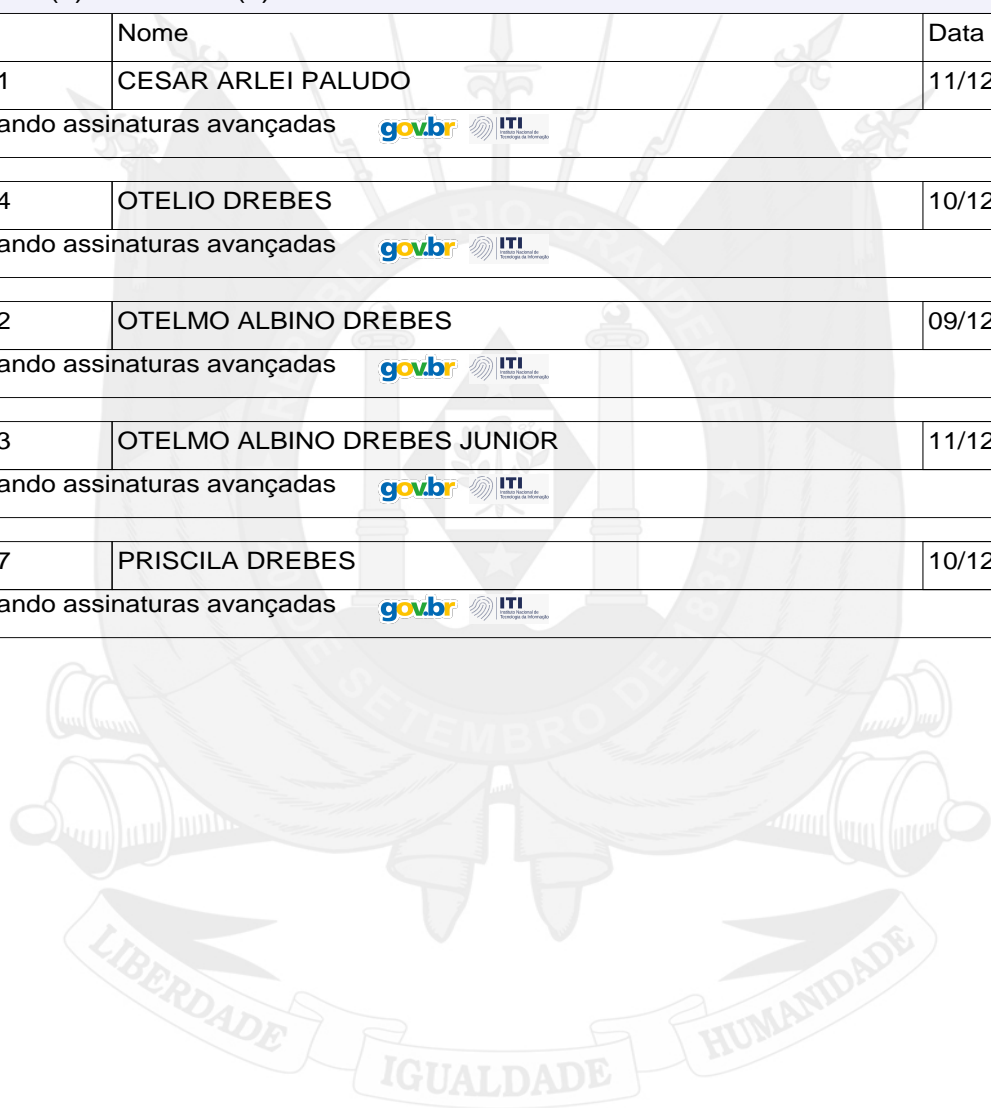 Nome Data
1 CESAR ARLEI PALUDO 11/12
ando assinaturas avançadas gov.br ITI
4 OTELIO DREBES 10/12
ando assinaturas avançadas gov.br ITI
2 OTELMO ALBINO DREBES 09/12
ando assinaturas avançadas gov.br ITI
3 OTELMO ALBINO DREBES JUNIOR 11/12
ando assinaturas avançadas gov.br ITI
7 PRISCILA DREBES 10/12
ando assinaturas avançadas gov.br ITI
LIBERDADE IGUALDADE HUMANIDADE